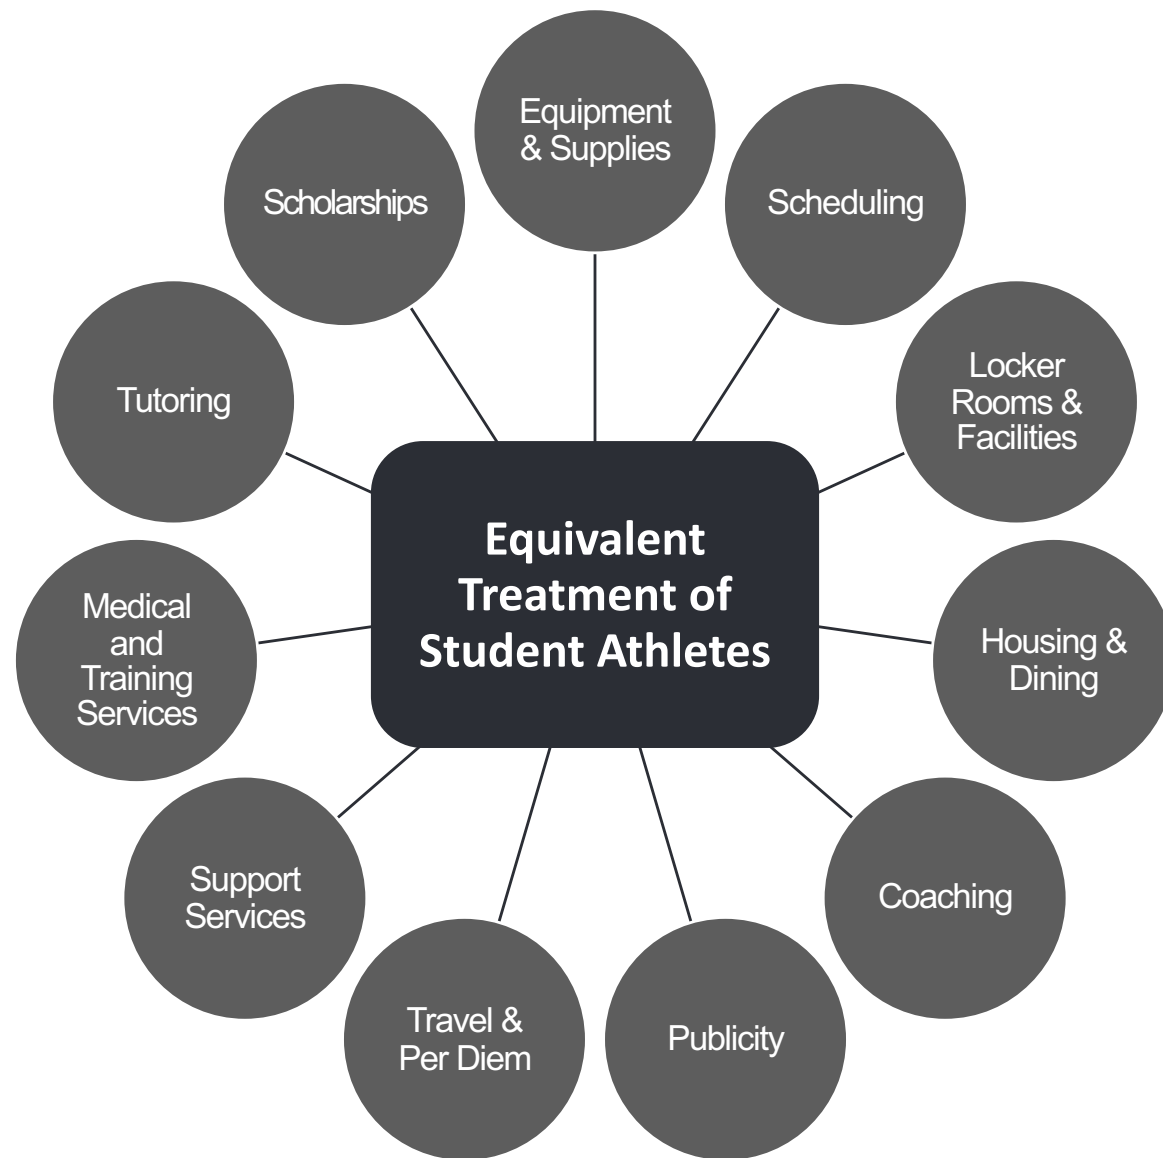 Equipment
& Supplies
Scheduling
Locker
Rooms &
Facilities
Housing &
Dining
Coaching
Publicity
Travel &
Per Diem
Support
Services
Medical
and
Training
Services
Tutoring
Scholarships
Equivalent
Treatment of
Student Athletes